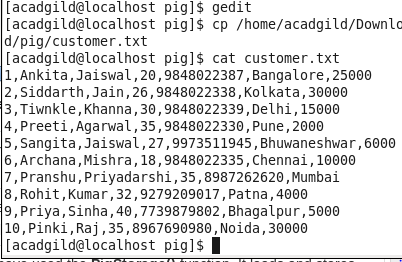 [acadgild@localhost pig]$ gedit
[acadgild@localhost pig]$ cp /home/acadgild/Downlo
d/pig/customer.txt
[acadgild@localhost pig]$ cat customer.txt
1,Ankita,Jaiswal,20,9848022387,Bangalore,25000
2,Siddarth,Jain,26,9848022338,Kolkata,30000
3,Tiwnkle,Khanna,30,9848022339,Delhi,15000
4,Preeti,Agarwal,35,9848022330,Pune,2000
5,Sangita,Jaiswal,27,9973511945,Bhuwaneshwar,6000
6,Archana,Mishra,18,9848022335,Chennai,10000
7,Pranshu,Priyadarshi,35,8987262620,Mumbai
8,Rohit,Kumar,32,9279209017,Patna,4000
9,Priya,Sinha,40,7739879802,Bhagalpur,5000
10,Pinki,Raj,35,8967690980,Noida,30000
[acadgild@localhost pig]$